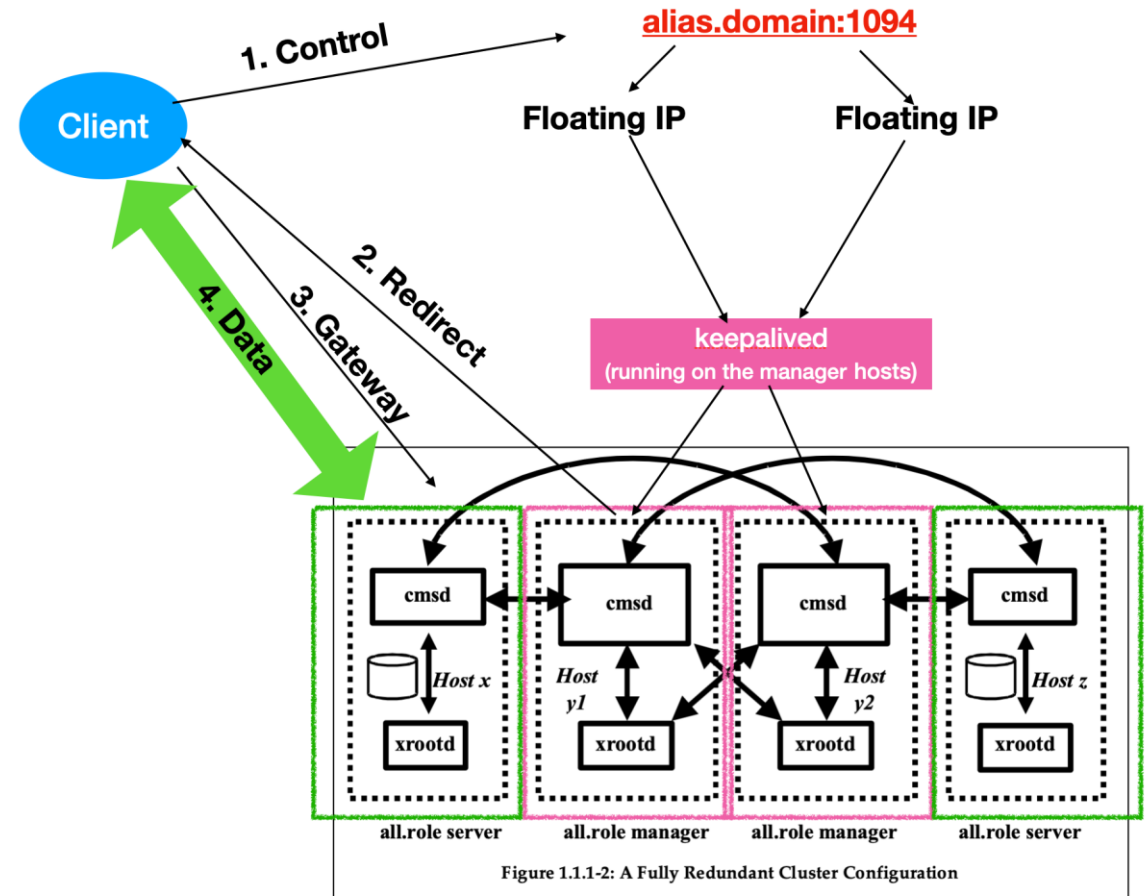 alias.domain:1094
1. Control
Client
Floating IP
Floating IP
2. Redirect
3. Gateway
4. Data
keepalived
(running on the manager hosts)
cmsd
cmsd
cmsd
cmsd
Host x
Host
y1
Host
y2
Host z
xrootd
xrootd
xrootd
xrootd
all.role server
all.role manager
all.role manager
all.role server
Figure 1.1.1-2: A Fully Redundant Cluster Configuration